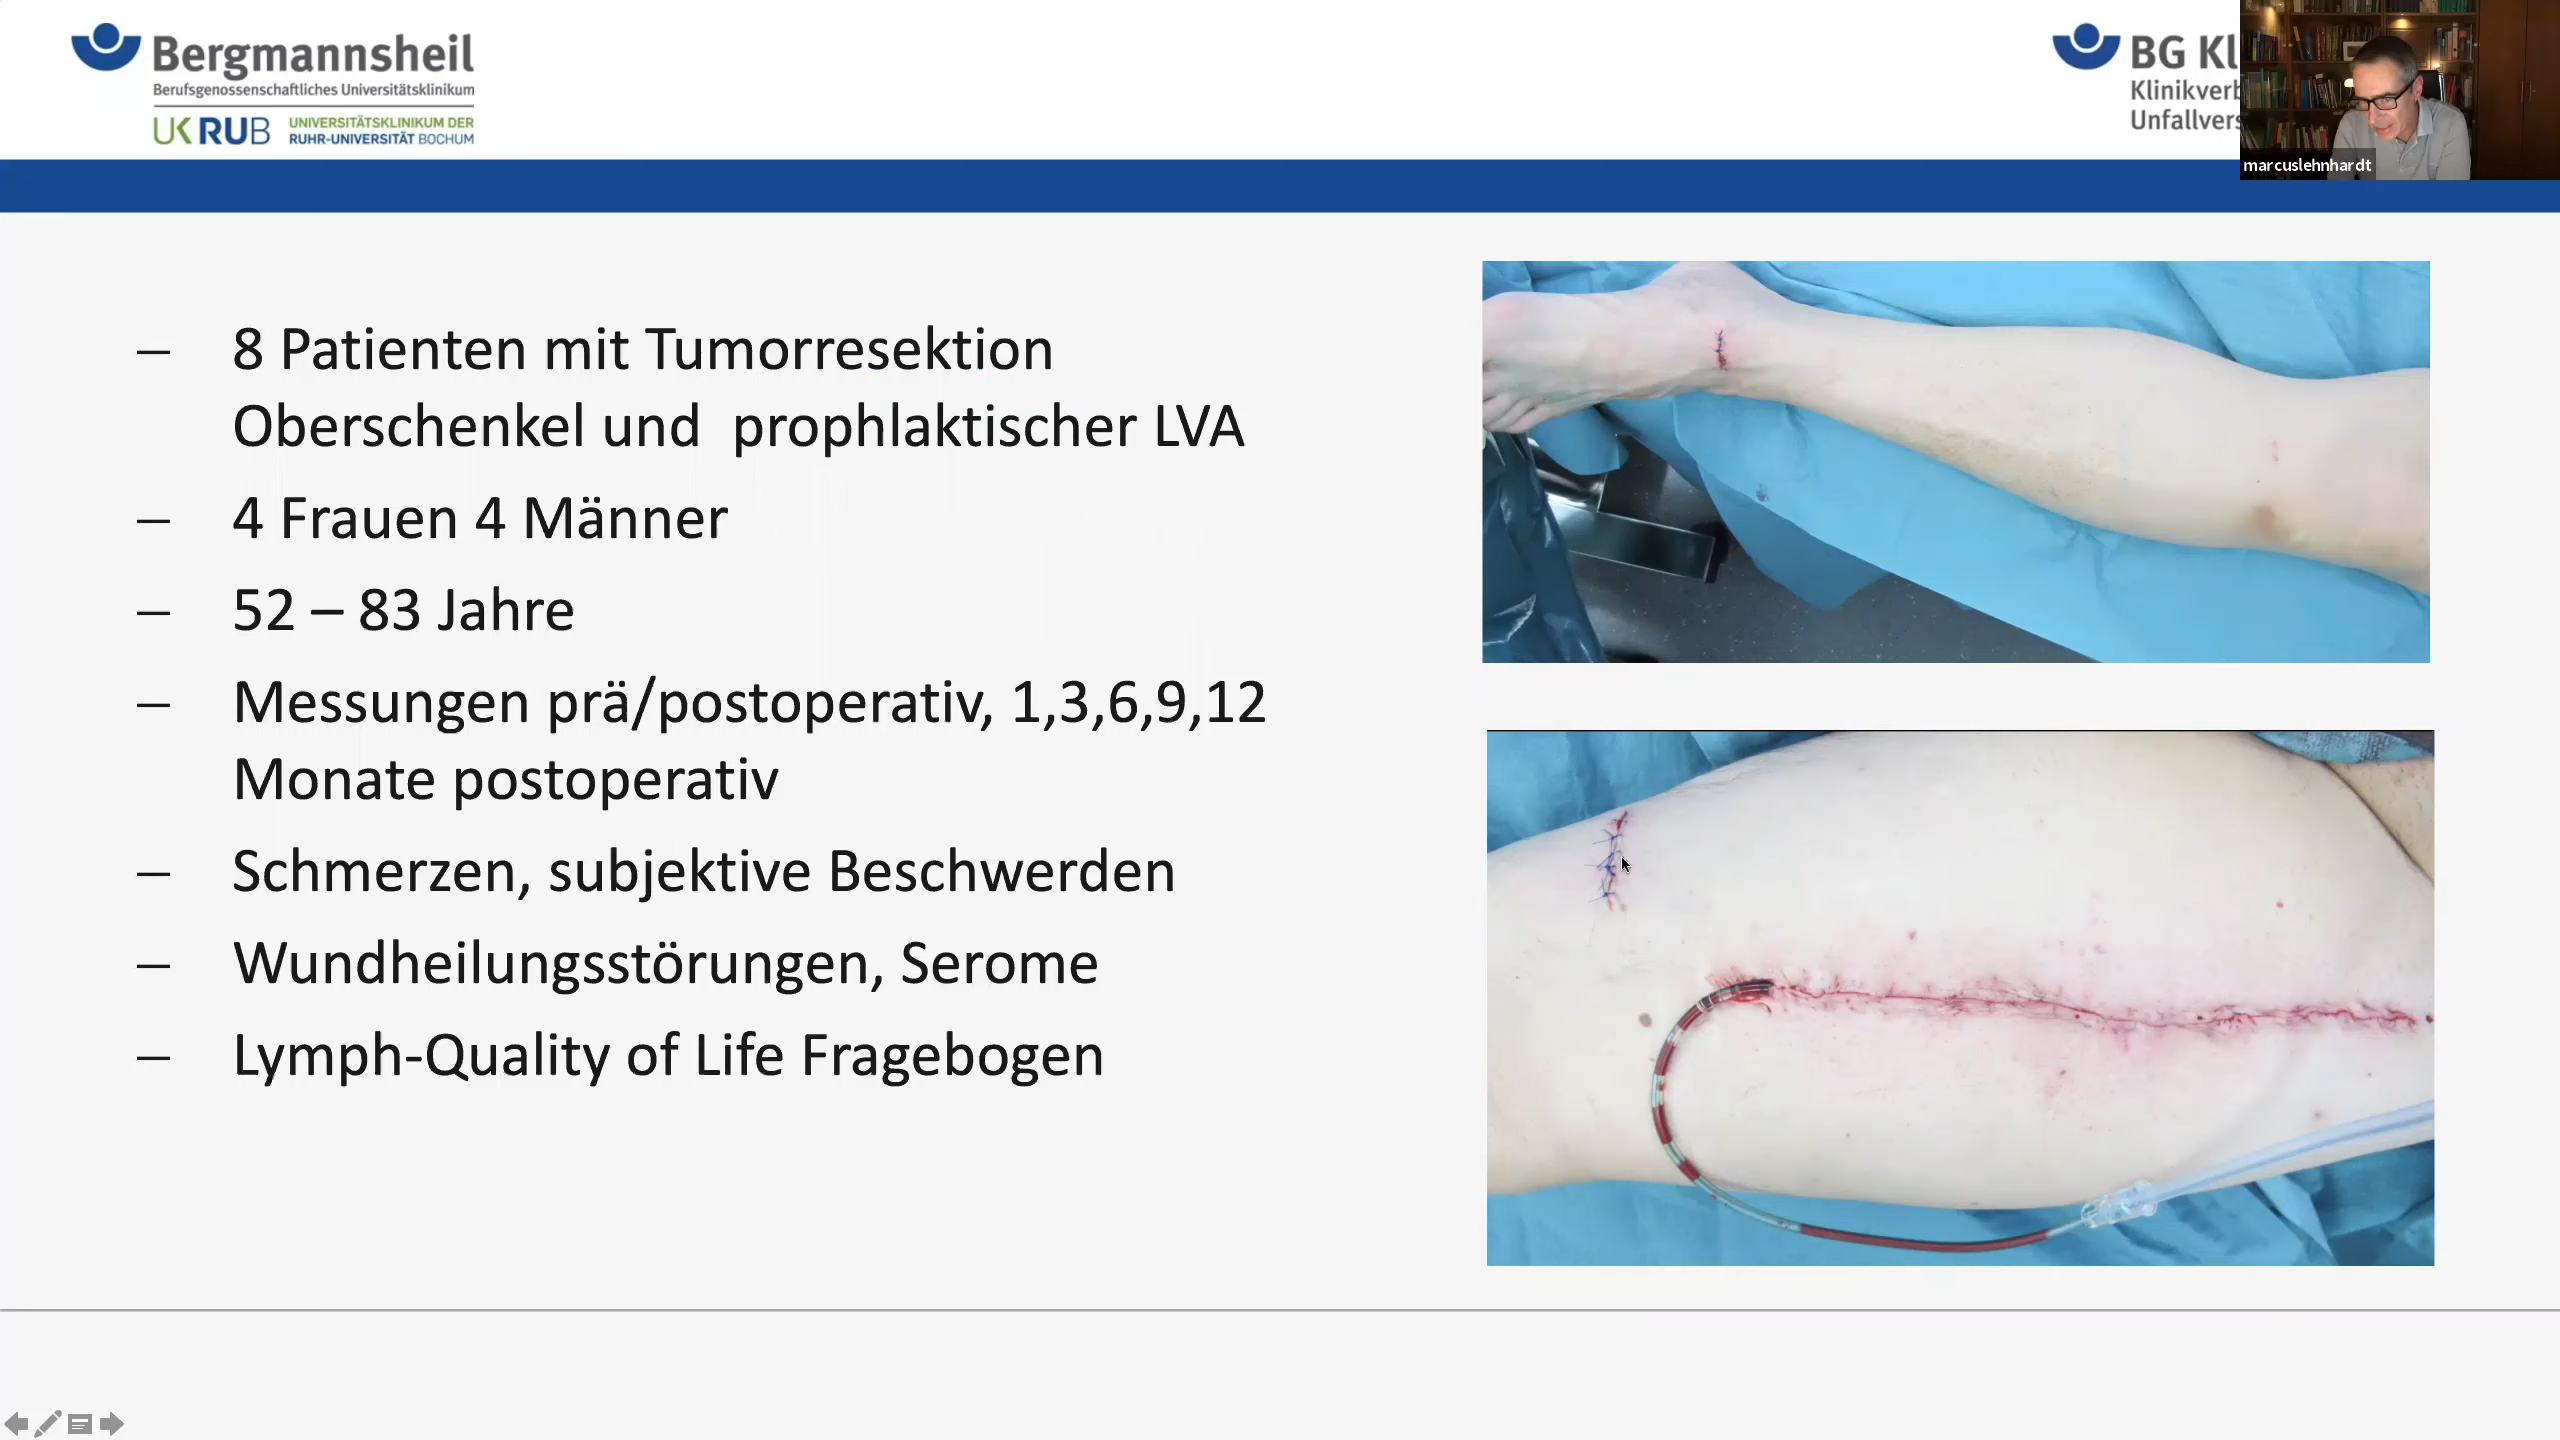 Bergmannsheil
Berufsgenossenschaftliches Universitätsklinikum
UK RUB
UNIVERSITÄTSKLINIKUM DER
RUHR-UNIVERSITÄT BOCHUM
BG Kl
Klinikverb
Unfallvers
marcuslehnhardt
– 8 Patienten mit Tumorresektion
Oberschenkel und prophlaktischer LVA
– 4 Frauen 4 Männer
– 52 – 83 Jahre
– Messungen prä/postoperativ, 1,3,6,9,12
Monate postoperativ
– Schmerzen, subjektive Beschwerden
– Wundheilungsstörungen, Serome
– Lymph-Quality of Life Fragebogen